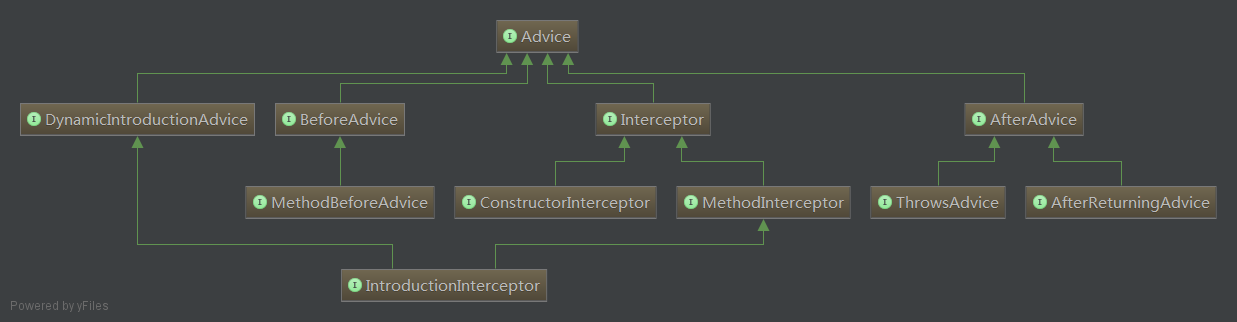 I Advice
I DynamicIntroductionAdvice
I BeforeAdvice
I Interceptor
I AfterAdvice
I MethodBeforeAdvice
I ConstructorInterceptor
I MethodInterceptor
I ThrowsAdvice
I AfterReturningAdvice
I IntroductionInterceptor
Powered by yFiles